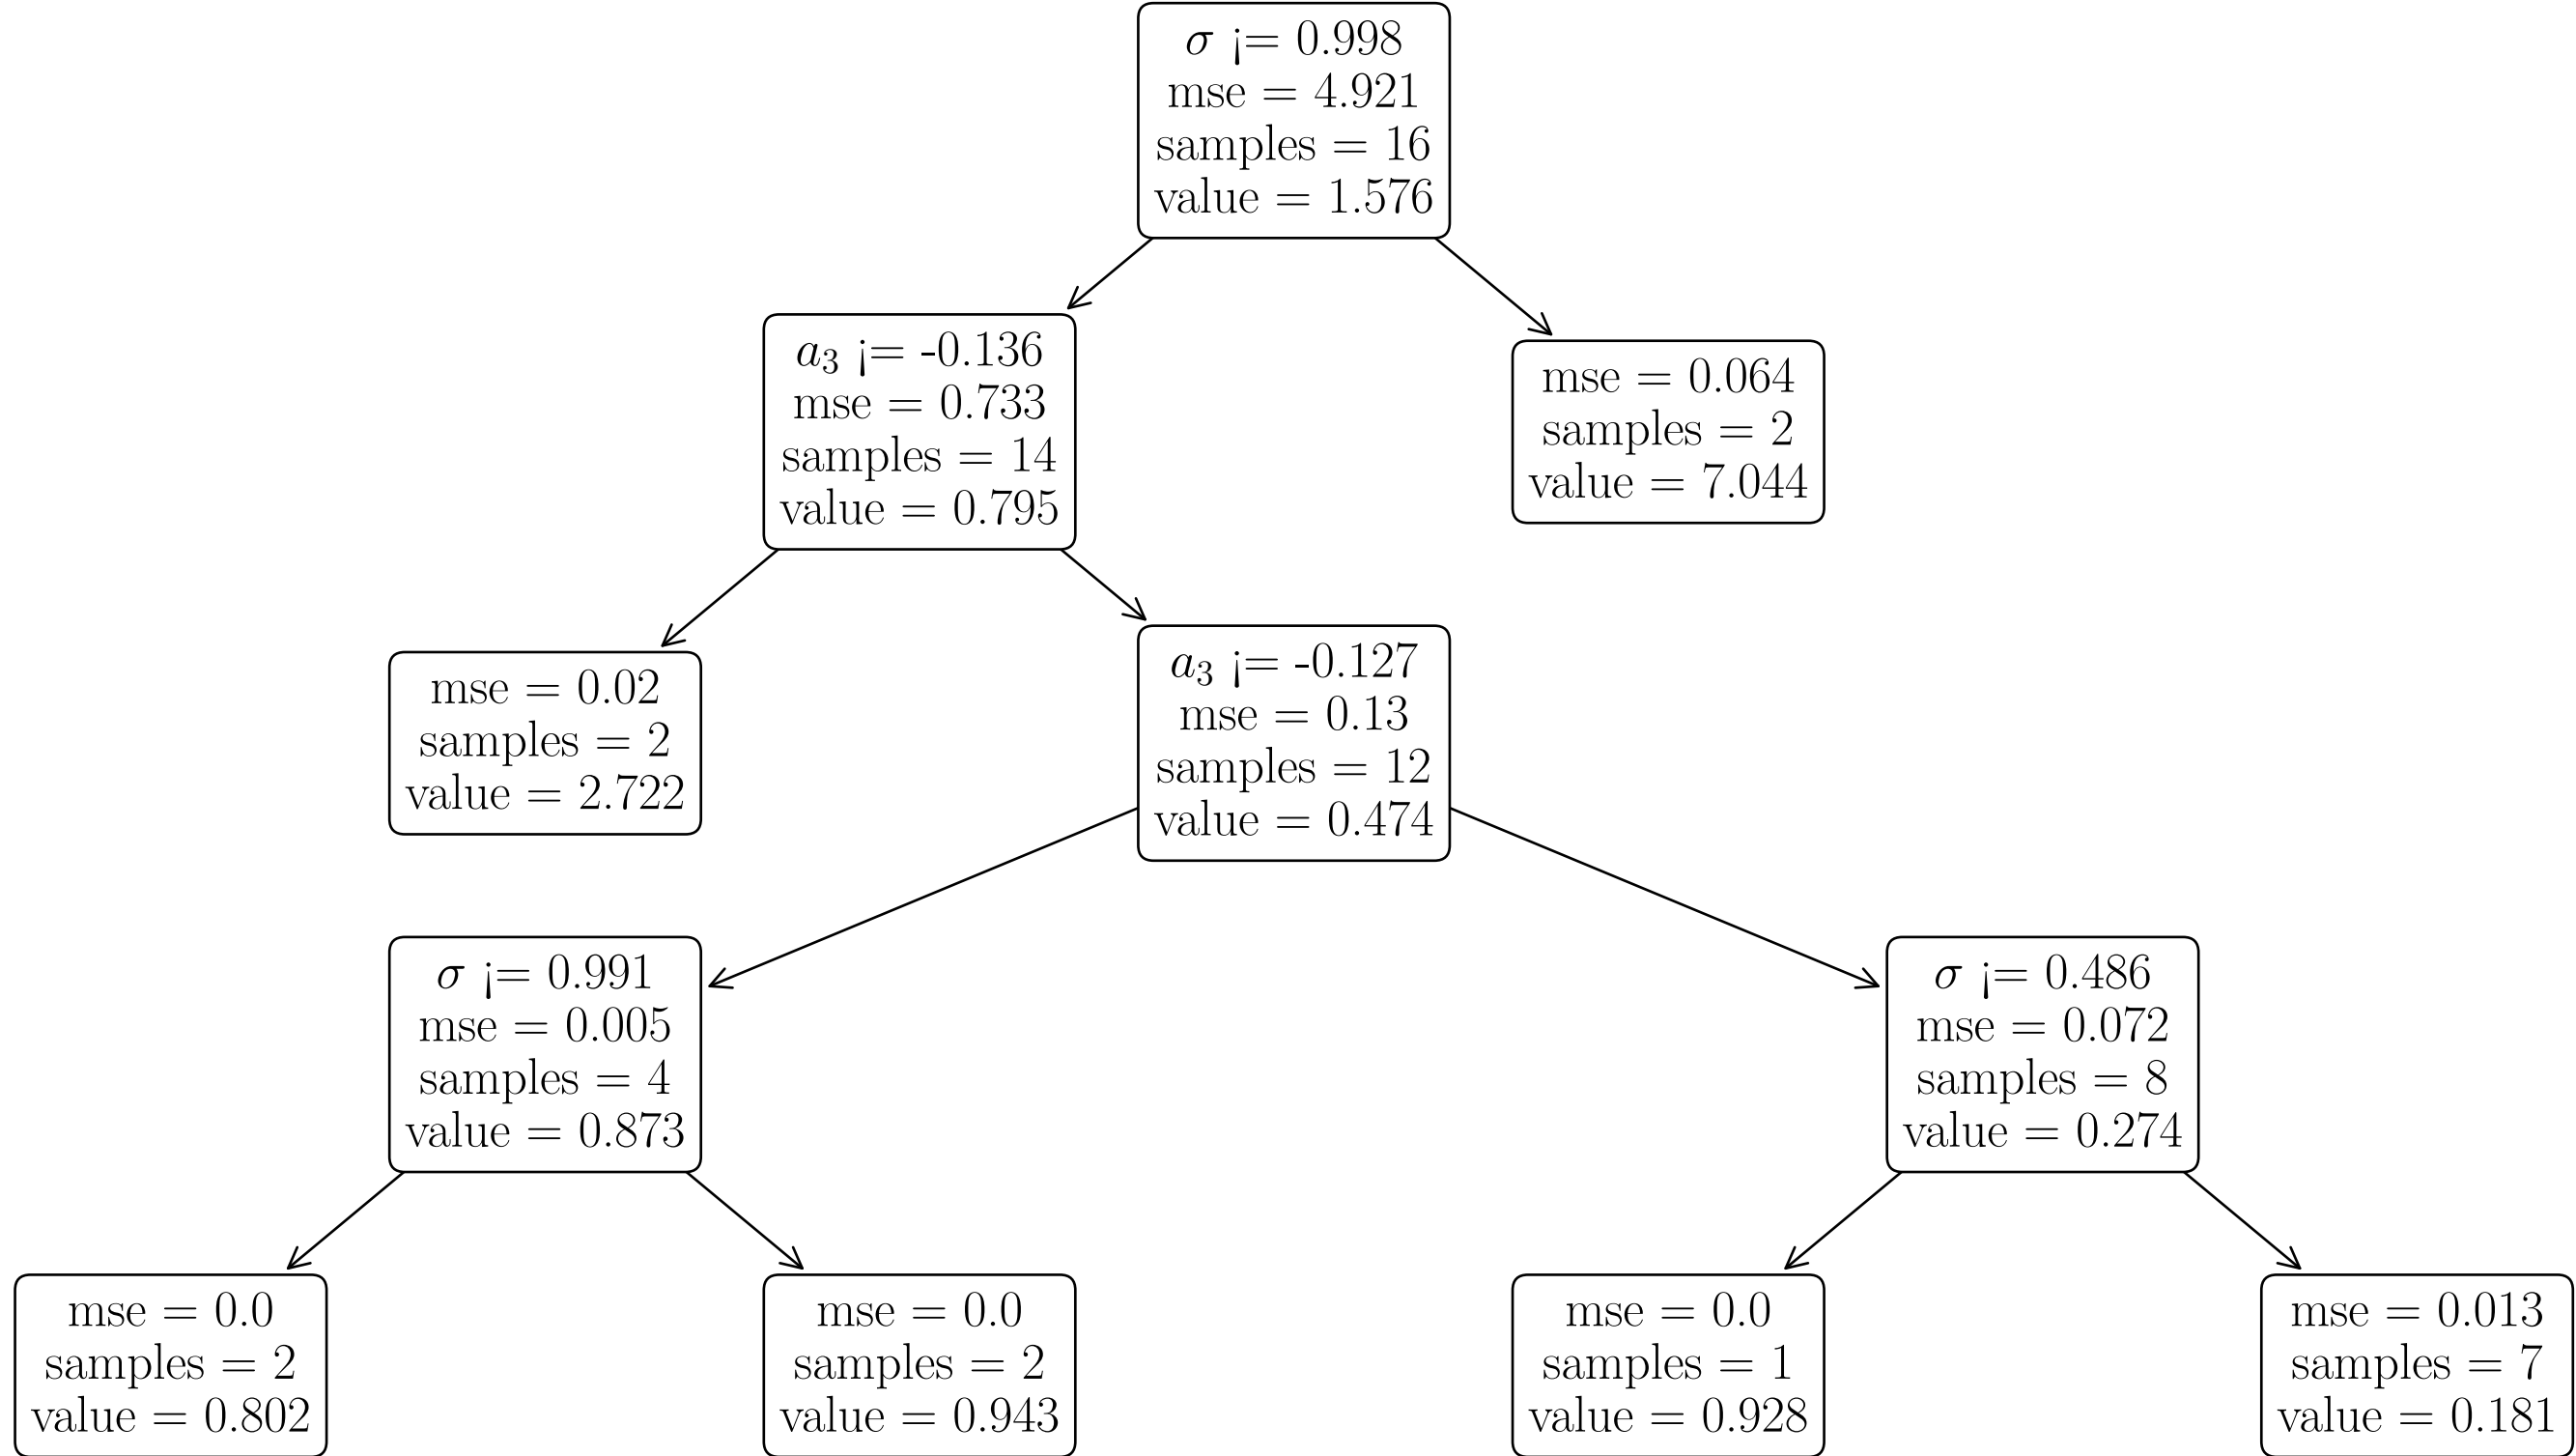 σ ¡= 0.998
mse = 4.921
samples = 16
value = 1.576
a₃ ¡= -0.136
mse = 0.733
samples = 14
value = 0.795
mse = 0.064
samples = 2
value = 7.044
mse = 0.02
samples = 2
value = 2.722
a₃ ¡= -0.127
mse = 0.13
samples = 12
value = 0.474
σ ¡= 0.991
mse = 0.005
samples = 4
value = 0.873
σ ¡= 0.486
mse = 0.072
samples = 8
value = 0.274
mse = 0.0
samples = 2
value = 0.802
mse = 0.0
samples = 2
value = 0.943
mse = 0.0
samples = 1
value = 0.928
mse = 0.013
samples = 7
value = 0.181